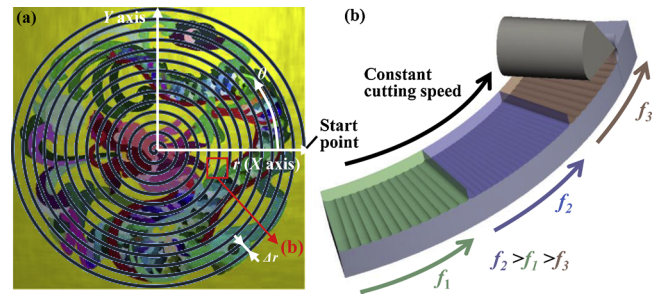 (a)
Y axis
θ
Start
point
r (X axis)
(b)
Δr
(b)
Constant
cutting speed
f3
f2
f1
f2 >f1 >f3